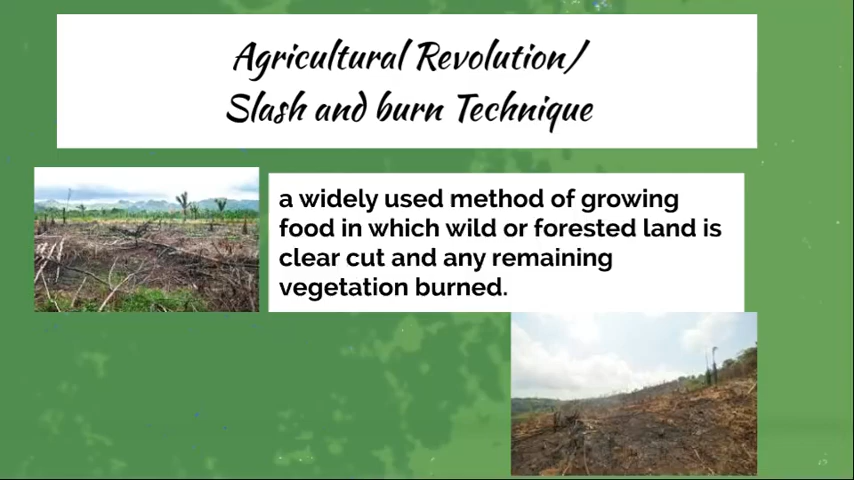 Agricultural Revolution/
Slash and burn Technique
a widely used method of growing
food in which wild or forested land is
clear cut and any remaining
vegetation burned.